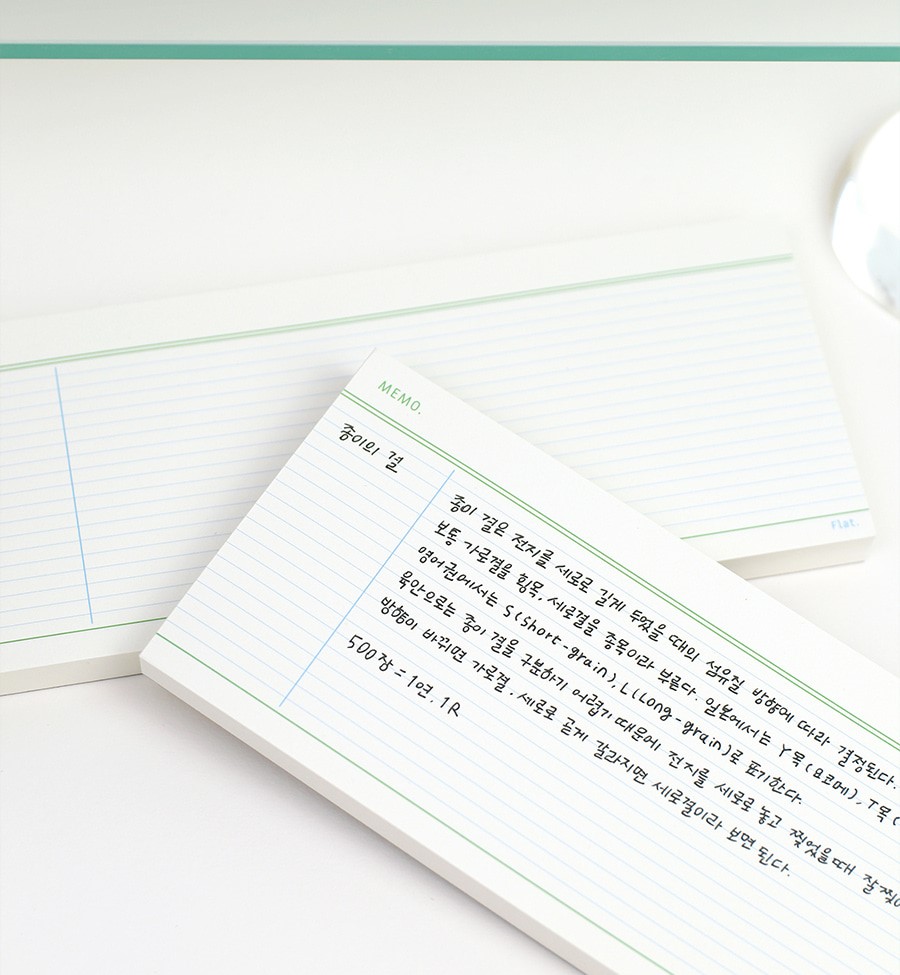 MEMO.
종이의 결
종이 결은 전지를 세로로 길게 두었을 때의 섬유질 방향에 따라 결정된다.
보통 가로결을 횡목, 세로결을 종목이라 부른다. 일본에서는 Y목(요코메), T목(
영어권에서는 S(Short-grain), L(Long-grain)로 표기한다.
육안으로는 종이 결을 구분하기 어렵기 때문에 전지를 세로로 놓고 찢었을때 잘 찢
방향이 바뀌면 가로결, 세로로 곧게 갈라지면 세로결이라 보면 된다.
500장 = 1연, 1R
Flat.